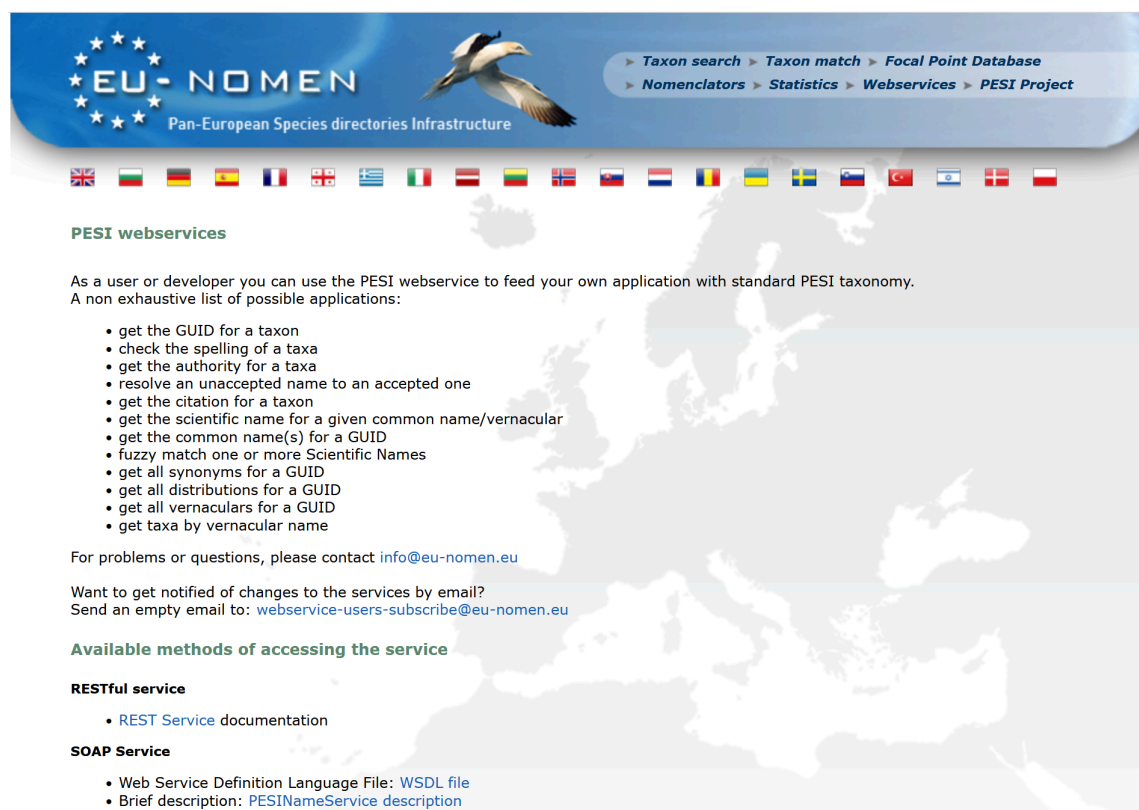 EU-NOMEN
Pan-European Species directories Infrastructure
Taxon search Taxon match Focal Point Database
Nomenclators Statistics Webservices PESI Project
PESI webservices
As a user or developer you can use the PESI webservice to feed your own application with standard PESI taxonomy.
A non exhaustive list of possible applications:
• get the GUID for a taxon
• check the spelling of a taxa
• get the authority for a taxa
• resolve an unaccepted name to an accepted one
• get the citation for a taxon
• get the scientific name for a given common name/vernacular
• get the common name(s) for a GUID
• fuzzy match one or more Scientific Names
• get all synonyms for a GUID
• get all distributions for a GUID
• get all vernaculars for a GUID
• get taxa by vernacular name
For problems or questions, please contact info@eu-nomen.eu
Want to get notified of changes to the services by email?
Send an empty email to: webservice-users-subscribe@eu-nomen.eu
Available methods of accessing the service
RESTful service
• REST Service documentation
SOAP Service
• Web Service Definition Language File: WSDL file
• Brief description: PESINameService description